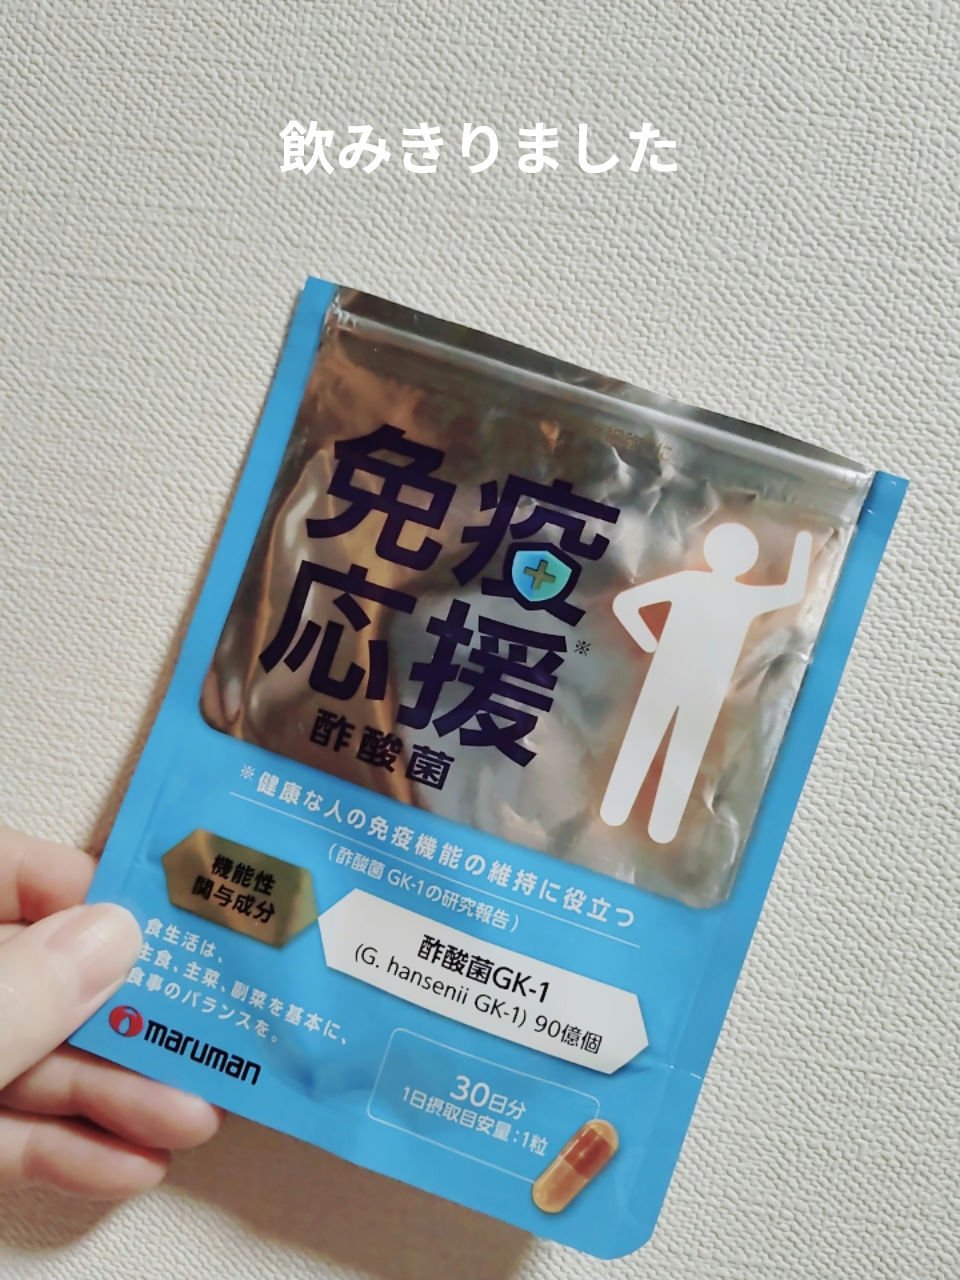 飲みきりました
免疫
応援※
酢酸菌
※健康な人の免疫機能の維持に役立つ
(酢酸菌 GK-1の研究報告)
機能性
関与成分
酢酸菌GK-1
(G. hansenii GK-1) 90億個
食生活は、
主食、主菜、副菜を基本に、
食事のバランスを。
maruman
30日分
1日摂取目安量:1粒